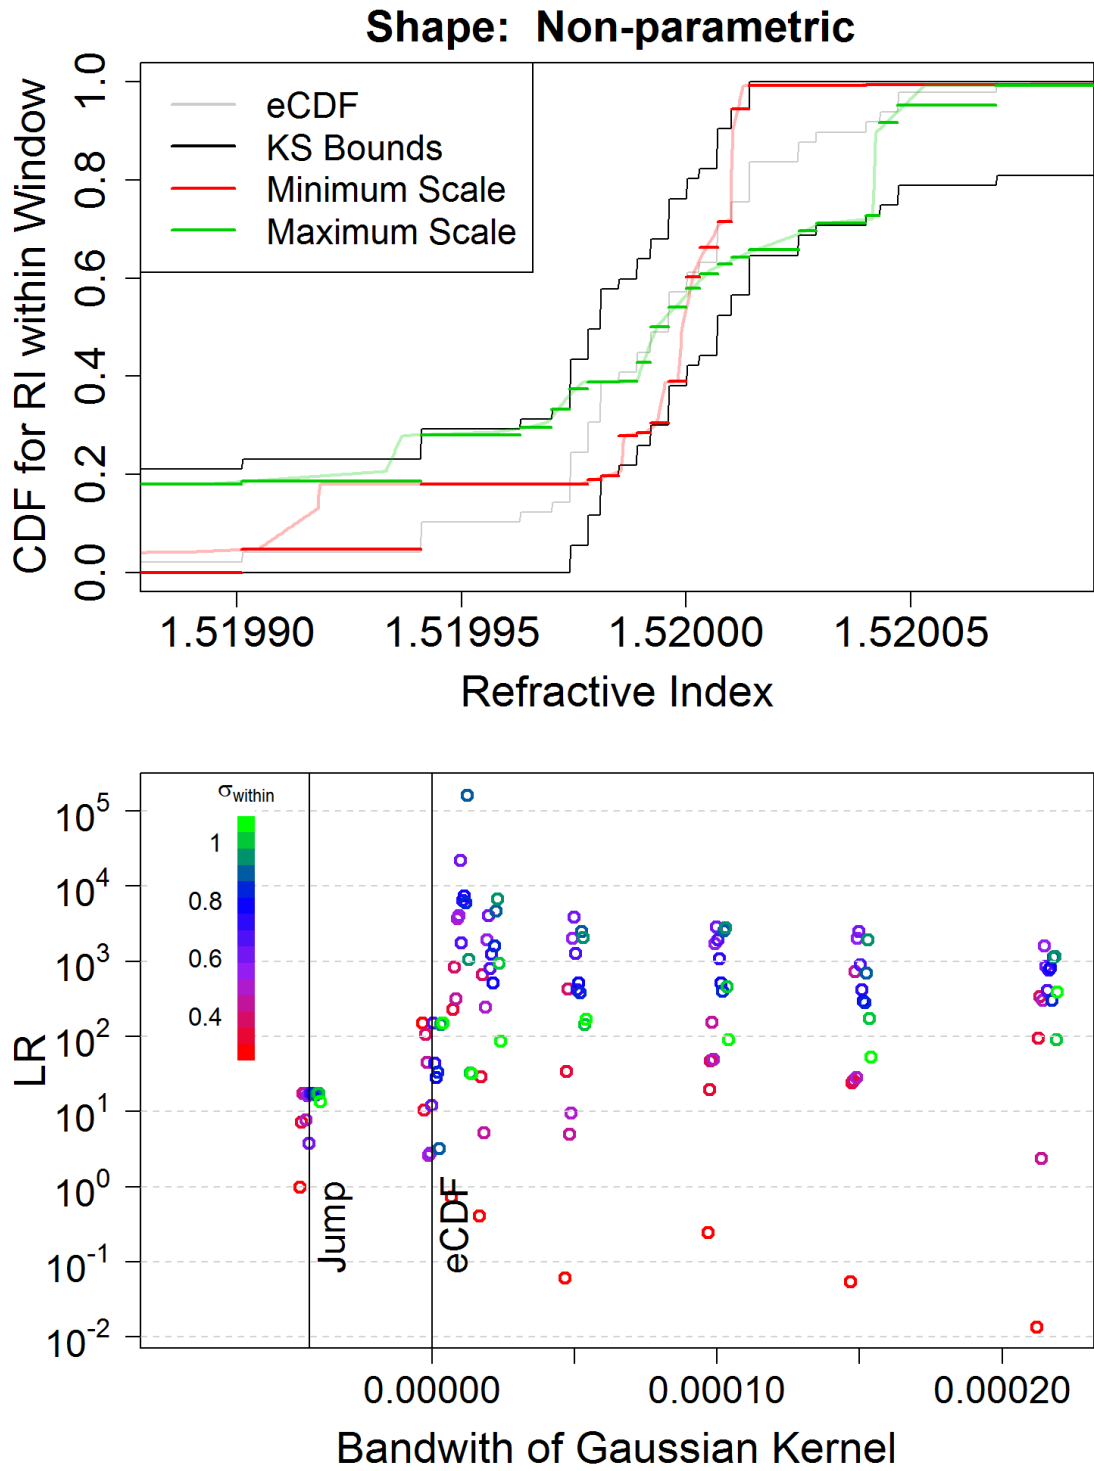 Shape: Non-parametric
CDF for RI within Window
1.0
0.8
0.6
0.4
0.2
0.0
eCDF
KS Bounds
Minimum Scale
Maximum Scale
1.51990
1.51995
1.52000
1.52005
Refractive Index
LR
10^5
10^4
10^3
10^2
10^1
10^0
10^-1
10^-2
σwithin
1
0.8
0.6
0.4
Jump
eCDF
0.00000
0.00010
0.00020
Bandwith of Gaussian Kernel